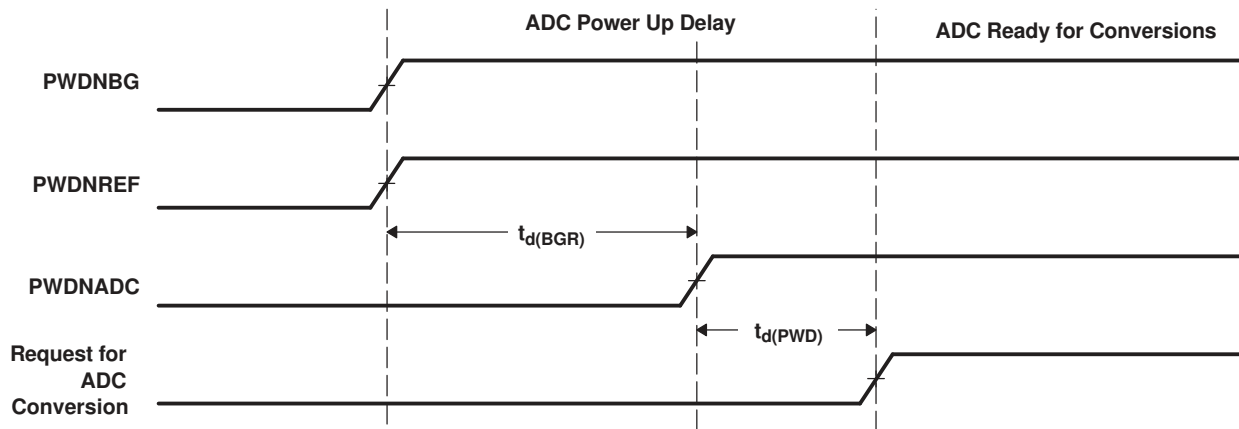 ADC Power Up Delay
ADC Ready for Conversions
PWDNBG
PWDNREF
td(BGR)
PWDNADC
td(PWD)
Request for
ADC
Conversion